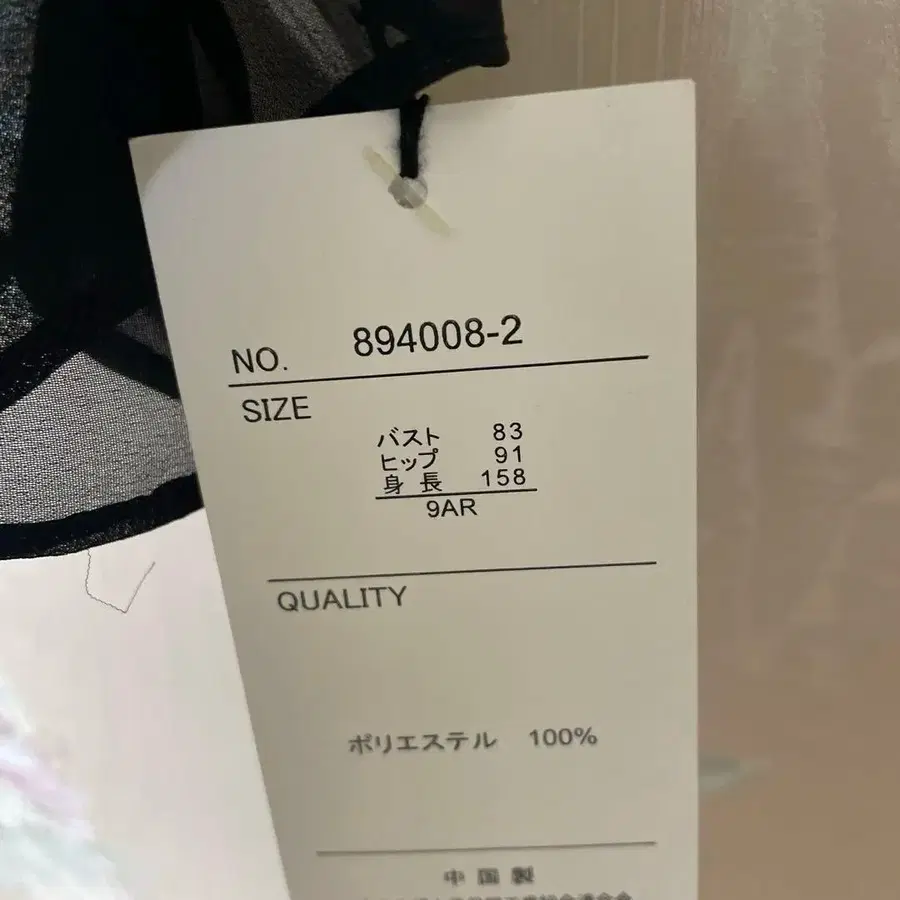 NO. 894008-2
SIZE
バスト 83
ヒップ 91
身長 158
9AR
QUALITY
ポリエステル 100%
中国製